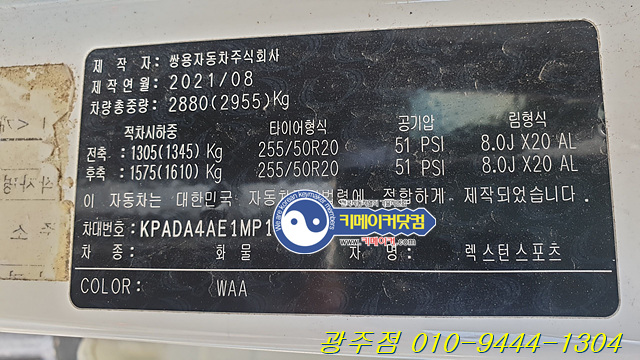 제 작 자: 쌍용자동차주식회사
제작연월: 2021/08
차량총중량: 2880(2955)Kg
적차시하중 타이어형식 공기압 림형식
전축: 1305(1345) Kg 255/50R20 51 PSI 8.0J X20 AL
후축: 1575(1610) Kg 255/50R20 51 PSI 8.0J X20 AL
이 자동차는 대한민국 자동차 법령에 적합하게 제작되었습니다.
차대번호: KPADA4AE1MP1
키메이커닷컴
차 종: 화 물 차 명: 렉스턴스포츠
COLOR: WAA
광주점 010-9444-1304